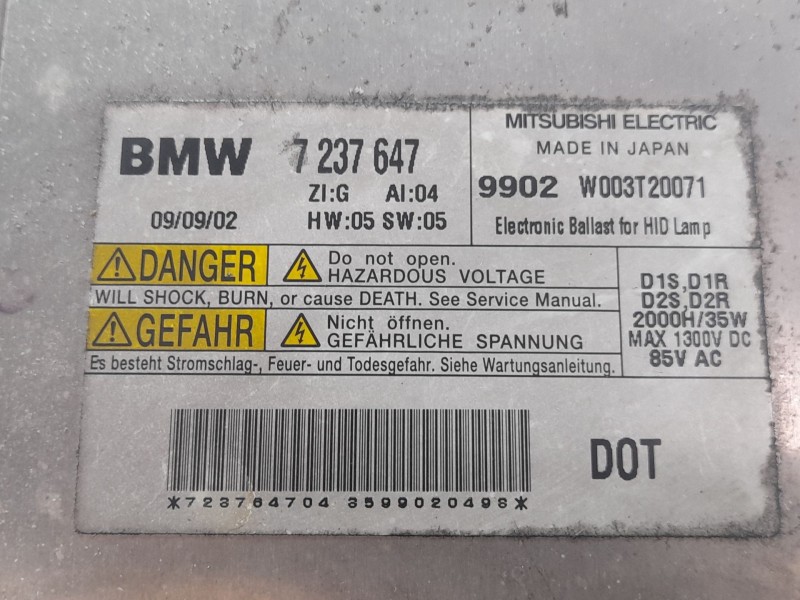 BMW 7 237 647
ZI:G AI:04
09/09/02 HW:05 SW:05
MITSUBISHI ELECTRIC
MADE IN JAPAN
9902 W003T20071
Electronic Ballast for HID Lamp
DANGER Do not open.
HAZARDOUS VOLTAGE
WILL SHOCK, BURN, or cause DEATH. See Service Manual.
GEFAHR Nicht öffnen.
GEFÄHRLICHE SPANNUNG
Es besteht Stromschlag-, Feuer- und Todesgefahr. Siehe Wartungsanleitung.
D1S,D1R
D2S,D2R
2000H/35W
MAX 1300V DC
85V AC
*723764704 3599020498*
DOT